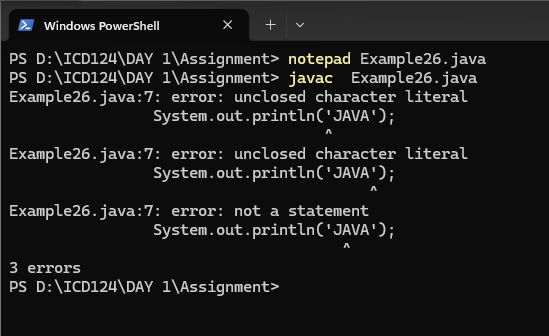 Windows PowerShell
PS D:\ICD124\DAY 1\Assignment> notepad Example26.java
PS D:\ICD124\DAY 1\Assignment> javac  Example26.java
Example26.java:7: error: unclosed character literal
                System.out.println('JAVA');
                                   ^
Example26.java:7: error: unclosed character literal
                System.out.println('JAVA');
                                        ^
Example26.java:7: error: not a statement
                System.out.println('JAVA');
                                     ^
3 errors
PS D:\ICD124\DAY 1\Assignment>